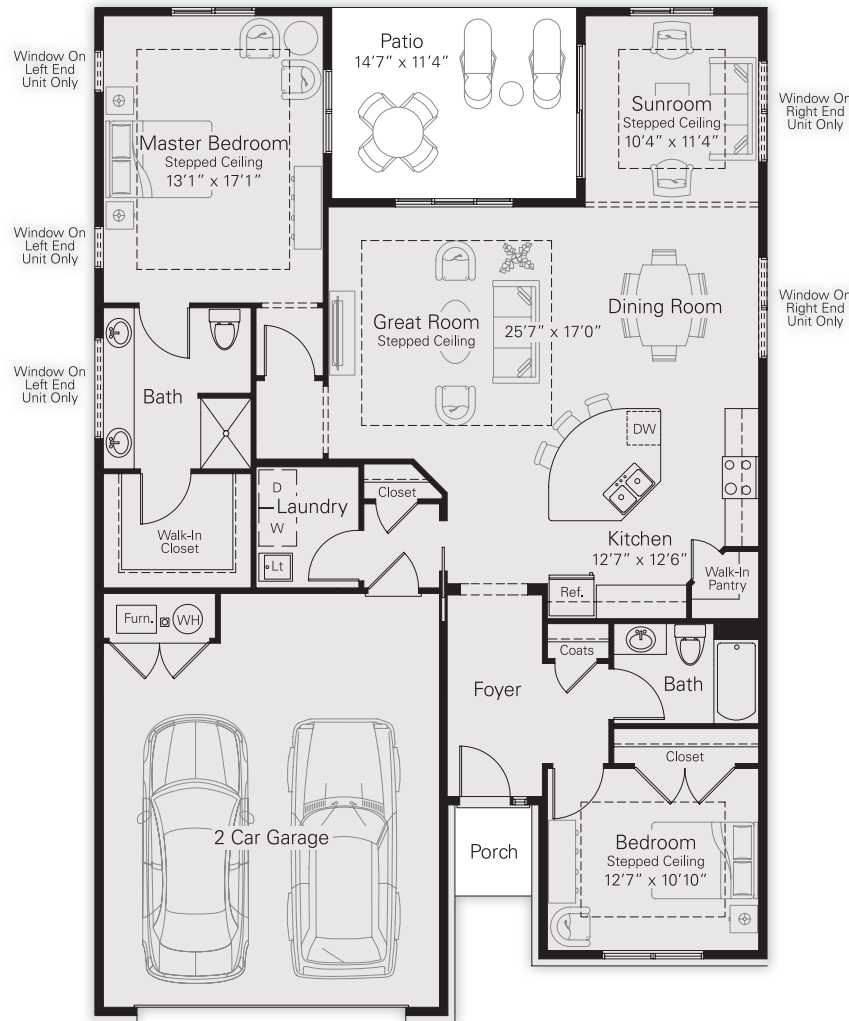 Window On
Left End
Unit Only
Master Bedroom
Stepped Ceiling
13'1" x 17'1"
Patio
14'7" x 11'4"
Sunroom
Stepped Ceiling
10'4" x 11'4"
Window On
Right End
Unit Only
Window On
Left End
Unit Only
Great Room
Stepped Ceiling
25'7" x 17'0"
Dining Room
Window On
Right End
Unit Only
Window On
Left End
Unit Only
Bath
DW
D
W
Laundry
Lt
Closet
Walk-In
Closet
Kitchen
12'7" x 12'6"
Walk-In
Pantry
Ref.
Furn.
WH
Foyer
Coats
Bath
Closet
2 Car Garage
Porch
Bedroom
Stepped Ceiling
12'7" x 10'10"